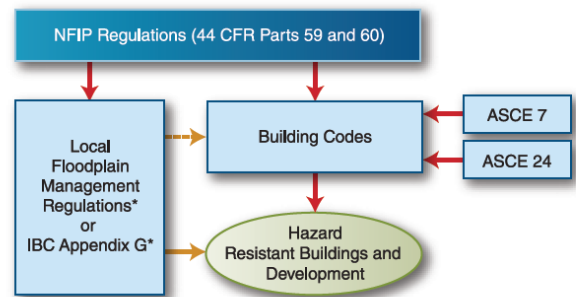 NFIP Regulations (44 CFR Parts 59 and 60)
Local
Floodplain
Management
Regulations*
or
IBC Appendix G*
Building Codes
ASCE 7
ASCE 24
Hazard
Resistant Buildings and
Development